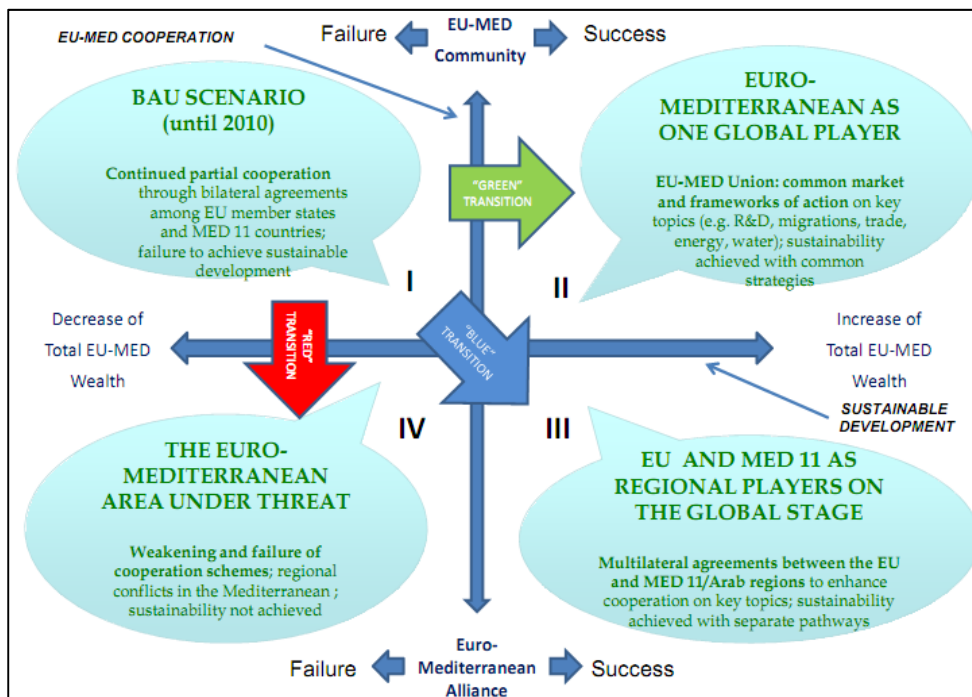 EU-MED COOPERATION
Failure
EU-MED
Community
Success
BAU SCENARIO
(until 2010)
Continued partial cooperation
through bilateral agreements
among EU member states
and MED 11 countries;
failure to achieve sustainable
development
I
"GREEN"
TRANSITION
EURO-
MEDITERRANEAN AS
ONE GLOBAL PLAYER
EU-MED Union: common market
and frameworks of action on key
topics (e.g. R&D, migrations, trade,
energy, water); sustainability
achieved with common
strategies
II
Decrease of
Total EU-MED
Wealth
"RED"
TRANSITION
"BLUE"
TRANSITION
Increase of
Total EU-MED
Wealth
SUSTAINABLE
DEVELOPMENT
IV
THE EURO-
MEDITERRANEAN
AREA UNDER THREAT
Weakening and failure of
cooperation schemes; regional
conflicts in the Mediterranean ;
sustainability not achieved
III
EU AND MED 11 AS
REGIONAL PLAYERS ON
THE GLOBAL STAGE
Multilateral agreements between the EU
and MED 11/Arab regions to enhance
cooperation on key topics; sustainability
achieved with separate pathways
Failure
Euro-
Mediterranean
Alliance
Success